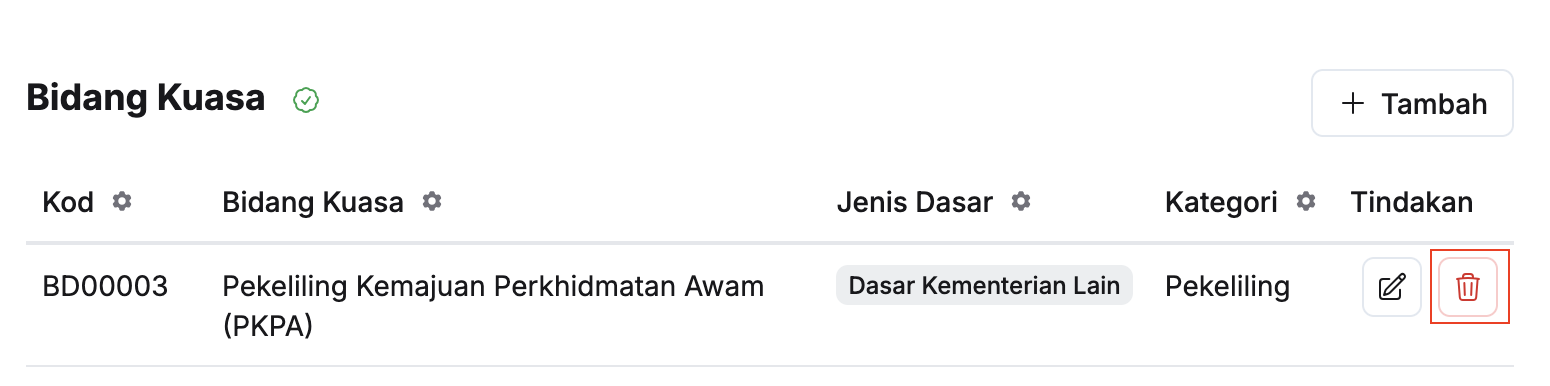 Bidang Kuasa
Tambah
Kod Bidang Kuasa Jenis Dasar Kategori Tindakan
BD00003 Pekeliling Kemajuan Perkhidmatan Awam Dasar Kementerian Lain Pekeliling
(PKPA)